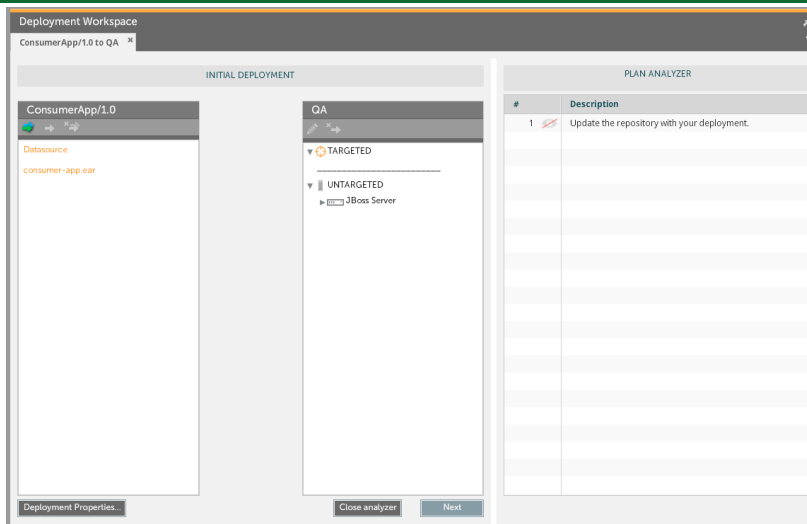 Deployment Workspace
ConsumerApp/1.0 to QA
INITIAL DEPLOYMENT
PLAN ANALYZER
ConsumerApp/1.0
QA
# Description
1 Update the repository with your deployment.
Datasource
consumer-app.ear
TARGETED
UNTARGETED
JBoss Server
Deployment Properties...
Close analyzer
Next